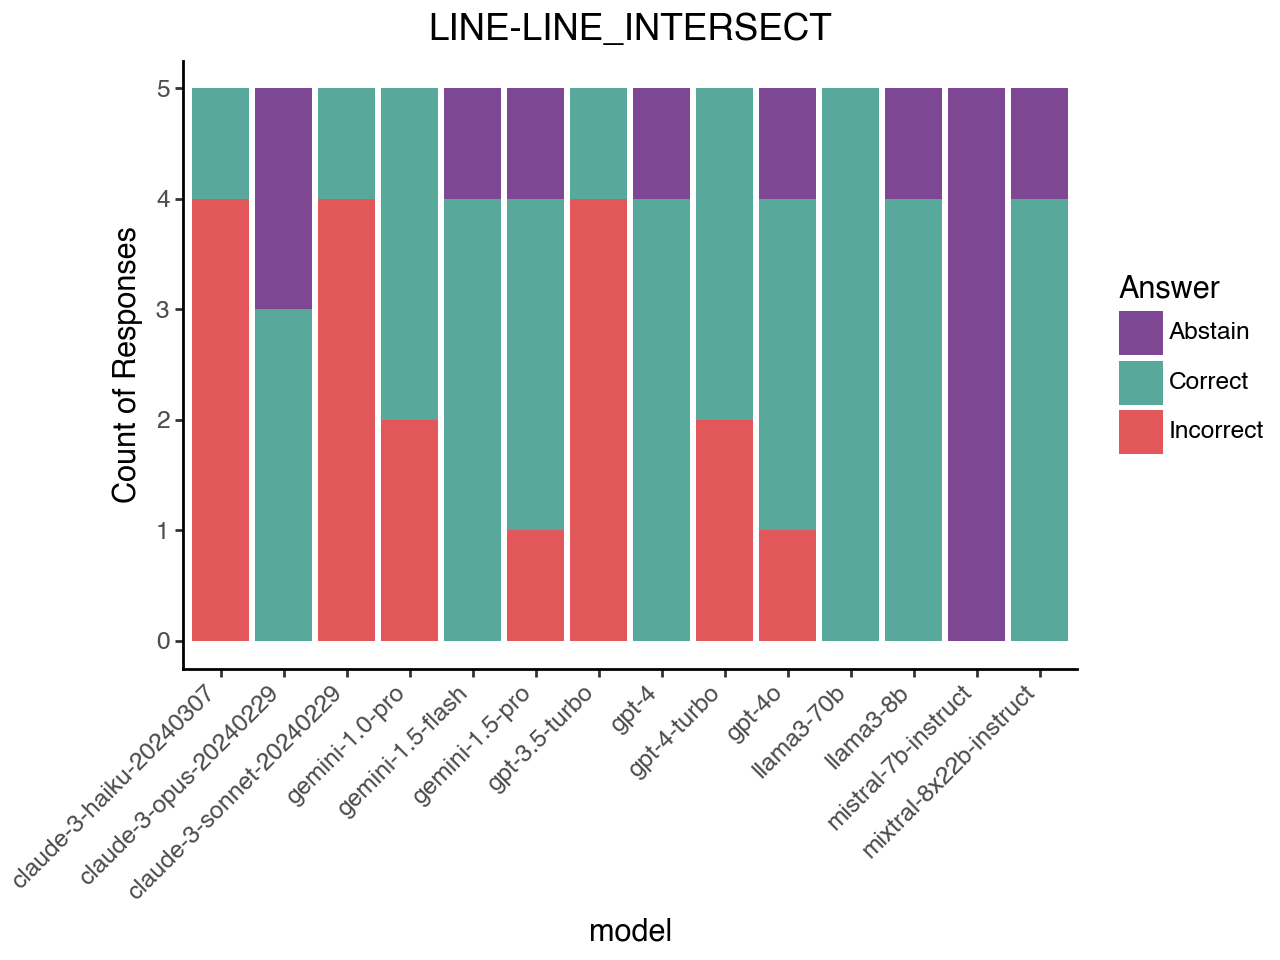 LINE-LINE_INTERSECT
Count of Responses
5
4
3
2
1
0
claude-3-haiku-20240307
claude-3-opus-20240229
claude-3-sonnet-20240229
gemini-1.0-pro
gemini-1.5-flash
gemini-1.5-pro
gpt-3.5-turbo
gpt-4
gpt-4-turbo
gpt-4o
llama3-70b
llama3-8b
mistral-7b-instruct
mixtral-8x22b-instruct
model
Answer
Abstain
Correct
Incorrect